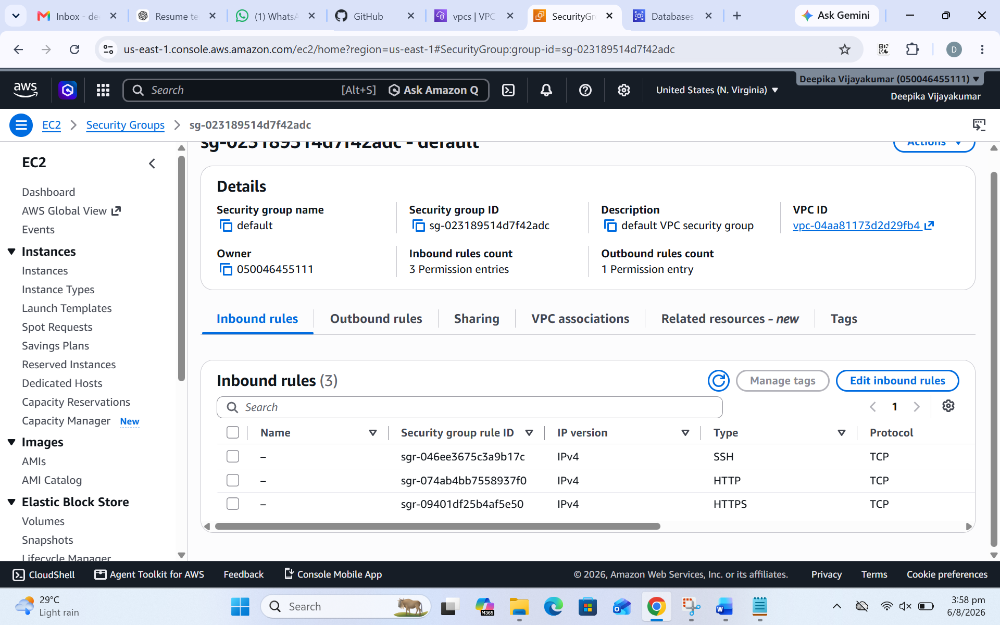 Inbox - de
Resume te
(1) WhatsA
GitHub
vpcs | VPC
SecurityGr
Databases
Ask Gemini
us-east-1.console.aws.amazon.com/ec2/home?region=us-east-1#SecurityGroup:group-id=sg-023189514d7f42adc
D
aws
Search
[Alt+S]
Ask Amazon Q
United States (N. Virginia)
Deepika Vijayakumar (050046455111)
Deepika Vijayakumar
EC2
Security Groups
sg-023189514d7f42adc
sg-023189514d7f42adc - default
Actions
EC2
Dashboard
AWS Global View
Events
Instances
Instances
Instance Types
Launch Templates
Spot Requests
Savings Plans
Reserved Instances
Dedicated Hosts
Capacity Reservations
Capacity Manager New
Images
AMIs
AMI Catalog
Elastic Block Store
Volumes
Snapshots
Lifecycle Manager
Details
Security group name
default
Security group ID
sg-023189514d7f42adc
Description
default VPC security group
VPC ID
vpc-04aa81173d2d29fb4
Owner
050046455111
Inbound rules count
3 Permission entries
Outbound rules count
1 Permission entry
Inbound rules
Outbound rules
Sharing
VPC associations
Related resources - new
Tags
Inbound rules (3)
Manage tags
Edit inbound rules
Search
1
Name Security group rule ID IP version Type Protocol
– sgr-046ee3675c3a9b17c IPv4 SSH TCP
– sgr-074ab4bb7558937f0 IPv4 HTTP TCP
– sgr-09401df25b4af5e50 IPv4 HTTPS TCP
CloudShell
Agent Toolkit for AWS
Feedback
Console Mobile App
© 2026, Amazon Web Services, Inc. or its affiliates.
Privacy
Terms
Cookie preferences
29°C
Light rain
Search
M365
3:58 pm
6/8/2026